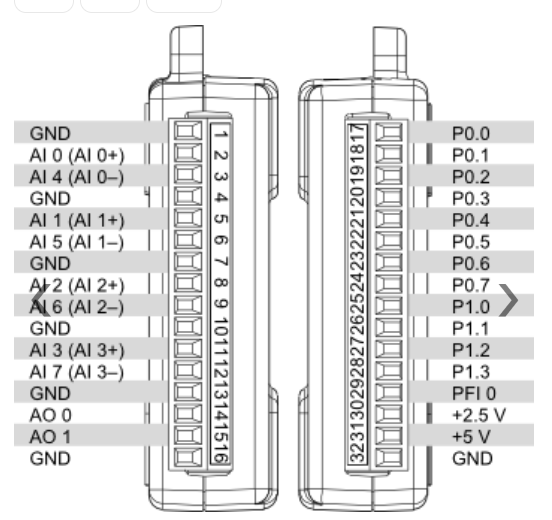 GND 1
AI 0 (AI 0+) 2
AI 4 (AI 0–) 3
GND 4
AI 1 (AI 1+) 5
AI 5 (AI 1–) 6
GND 7
AI 2 (AI 2+) 8
AI 6 (AI 2–) 9
GND 10
AI 3 (AI 3+) 11
AI 7 (AI 3–) 12
GND 13
AO 0 14
AO 1 15
GND 16
17 P0.0
18 P0.1
19 P0.2
20 P0.3
21 P0.4
22 P0.5
23 P0.6
24 P0.7
25 P1.0
26 P1.1
27 P1.2
28 P1.3
29 PFI 0
30 +2.5 V
31 +5 V
32 GND